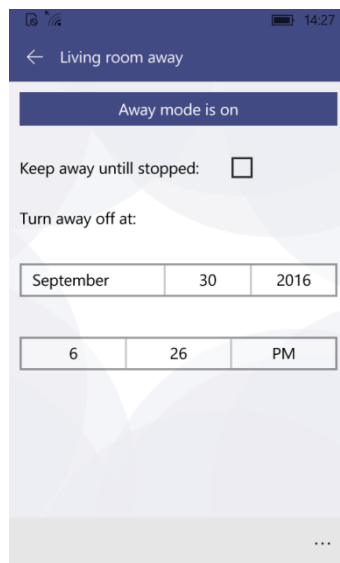 14:27
Living room away
Away mode is on
Keep away untill stopped:
Turn away off at:
September 30 2016
6 26 PM
...